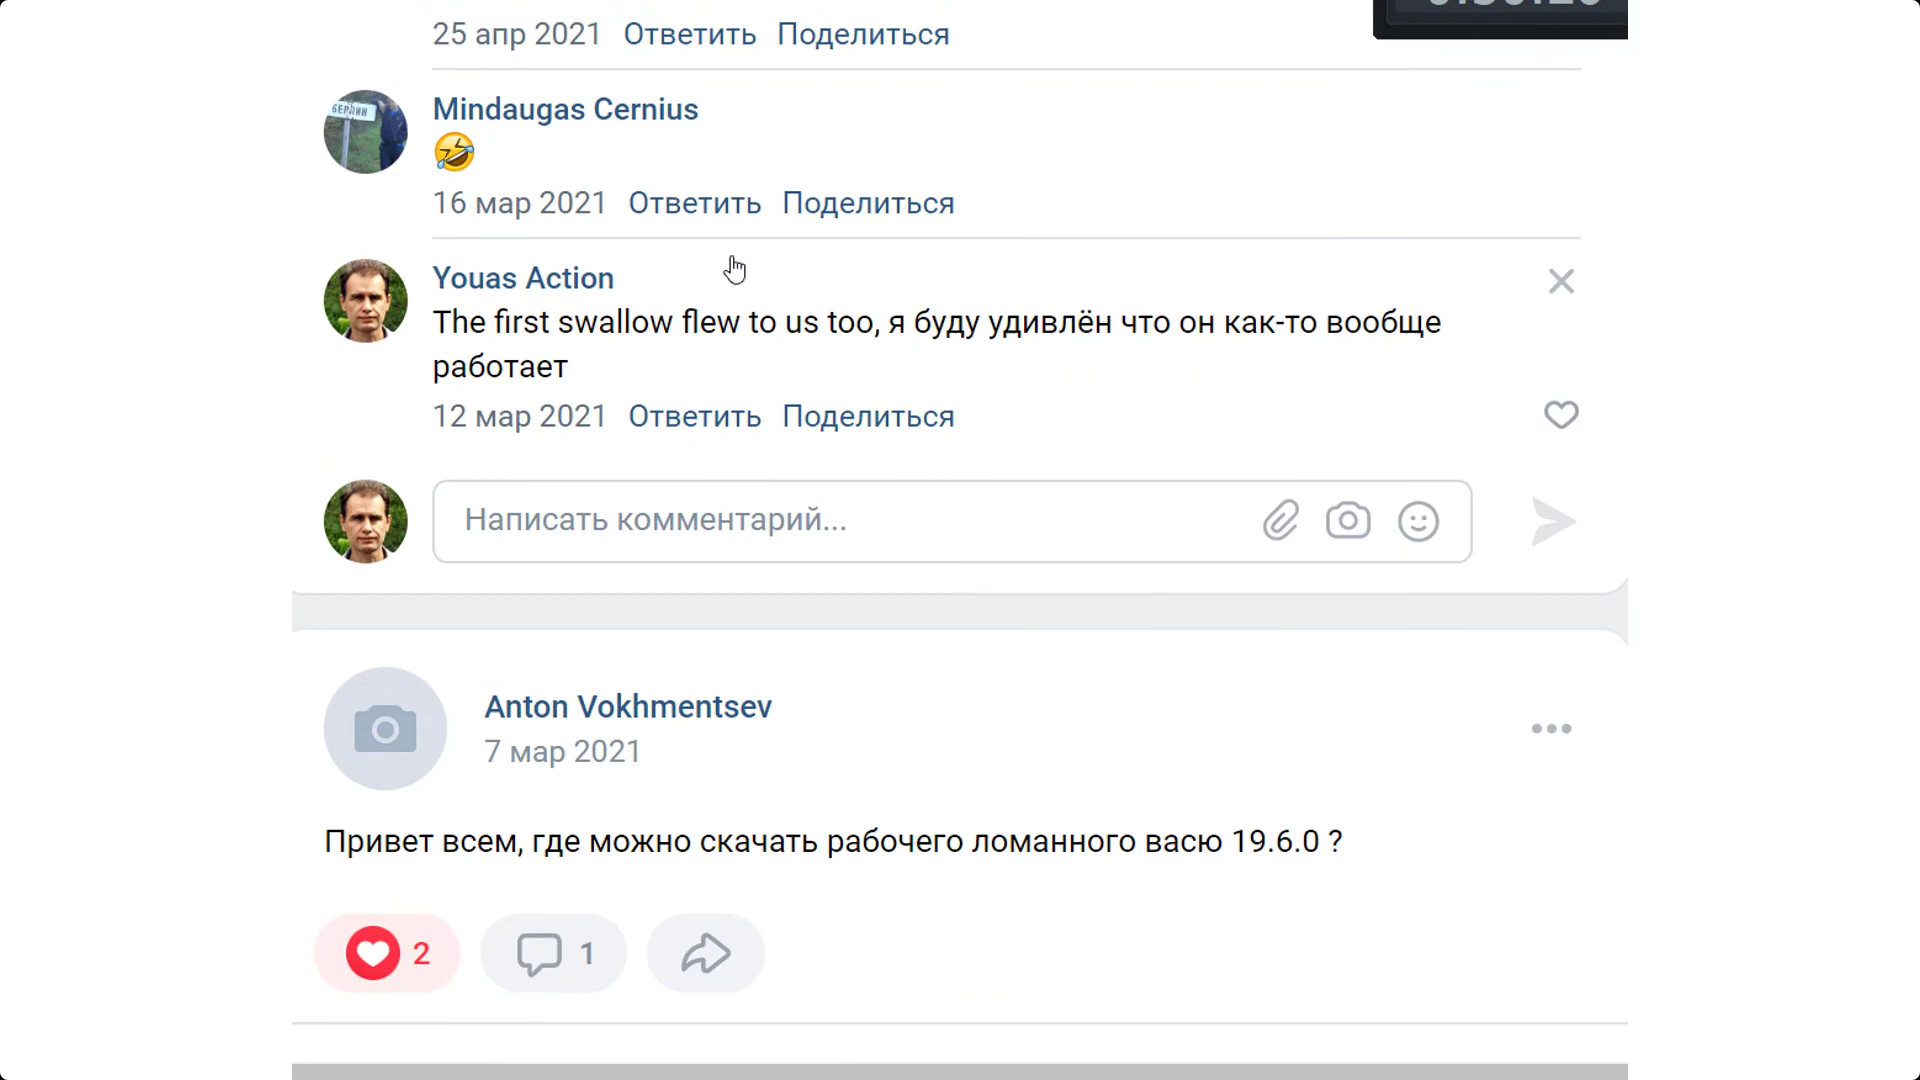 25 апр 2021 Ответить Поделиться
БЕРЛИН
Mindaugas Cernius
🤣
16 мар 2021 Ответить Поделиться
Youas Action
The first swallow flew to us too, я буду удивлён что он как-то вообще
работает
12 мар 2021 Ответить Поделиться
Написать комментарий...
Anton Vokhmentsev
7 мар 2021
Привет всем, где можно скачать рабочего ломанного васю 19.6.0 ?
2 1